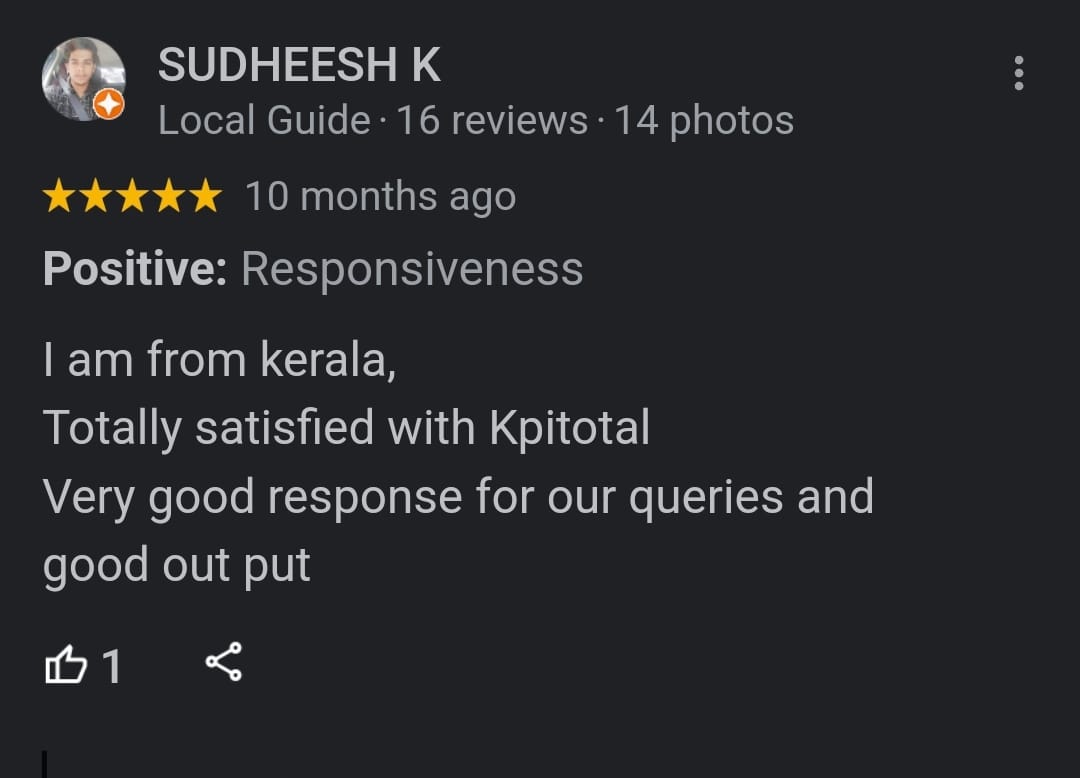 SUDHEESH K
Local Guide · 16 reviews · 14 photos
★★★★★ 10 months ago
Positive: Responsiveness
I am from kerala,
Totally satisfied with Kpitotal
Very good response for our queries and
good out put
1